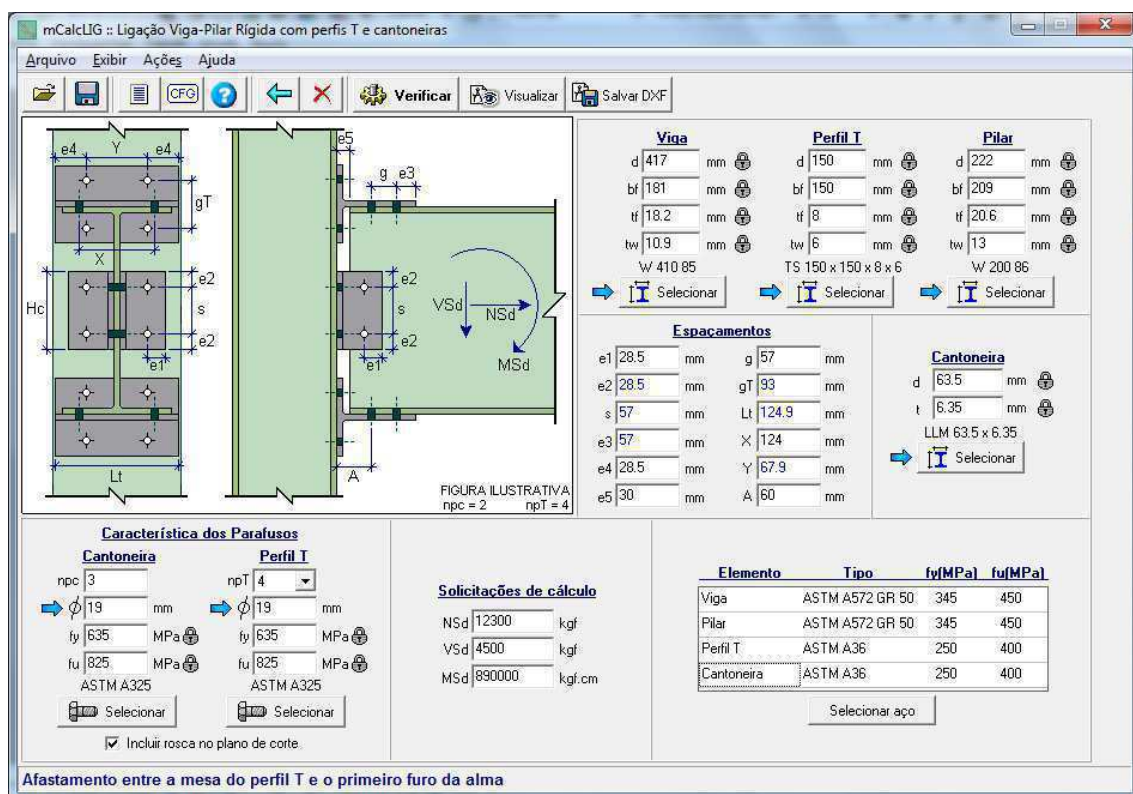 mCalcLIG :: Ligação Viga-Pilar Rígida com perfis T e cantoneiras
Arquivo Exibir Ações Ajuda
CFG ? Verificar Visualizar Salvar DXF
e4 Y e4
gT
X
Hc
e2
s
e2
e1
Lt
e5
g e3
e2
s
e2
e1
VSd
NSd
MSd
A
FIGURA ILUSTRATIVA
npc = 2 npT = 4
Viga Perfil T Pilar
d 417 mm d 150 mm d 222 mm
bf 181 mm bf 150 mm bf 209 mm
tf 18.2 mm tf 8 mm tf 20.6 mm
tw 10.9 mm tw 6 mm tw 13 mm
W 410 85 TS 150 x 150 x 8 x 6 W 200 86
Selecionar Selecionar Selecionar
Espaçamentos
e1 28.5 mm g 57 mm
e2 28.5 mm gT 93 mm
s 57 mm Lt 124.9 mm
e3 57 mm X 124 mm
e4 28.5 mm Y 67.9 mm
e5 30 mm A 60 mm
Cantoneira
d 63.5 mm
t 6.35 mm
LLM 63.5 x 6.35
Selecionar
Característica dos Parafusos
Cantoneira Perfil T
npc 3 npT 4
ϕ 19 mm ϕ 19 mm
fy 635 MPa fy 635 MPa
fu 825 MPa fu 825 MPa
ASTM A325 ASTM A325
Selecionar Selecionar
Incluir rosca no plano de corte
Solicitações de cálculo
NSd 12300 kgf
VSd 4500 kgf
MSd 890000 kgf.cm
Elemento Tipo fy(MPa) fu(MPa)
Viga ASTM A572 GR 50 345 450
Pilar ASTM A572 GR 50 345 450
Perfil T ASTM A36 250 400
Cantoneira ASTM A36 250 400
Selecionar aço
Afastamento entre a mesa do perfil T e o primeiro furo da alma